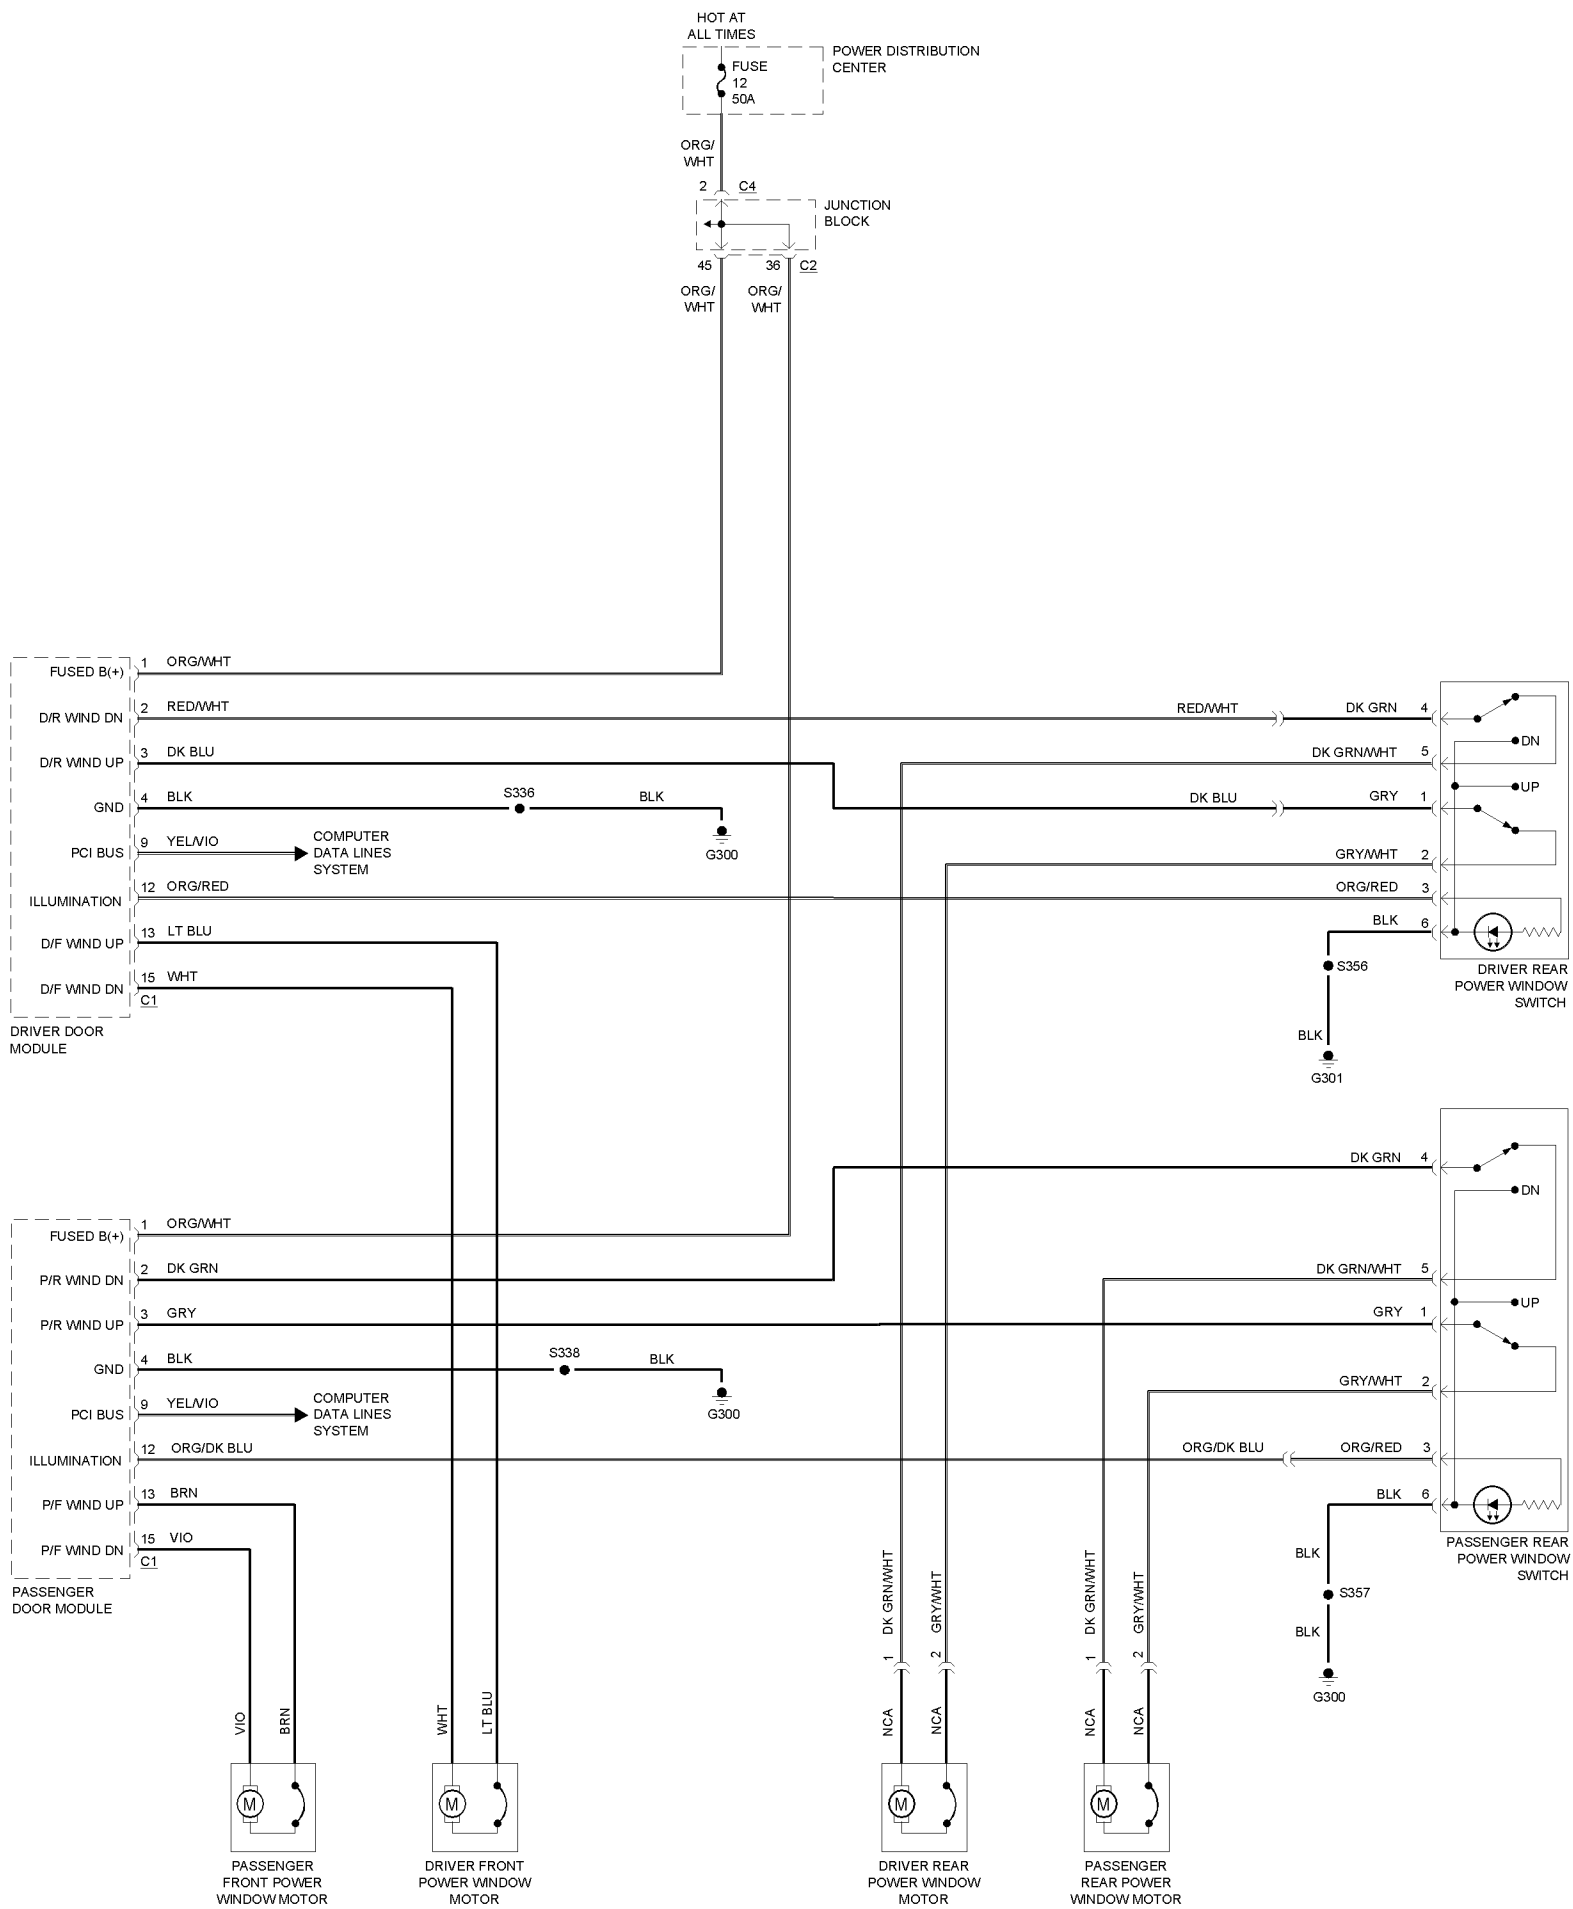 HOT AT
ALL TIMES
POWER DISTRIBUTION
CENTER
FUSE
12
50A
ORG/
WHT
2 C4
JUNCTION
BLOCK
45 36 C2
ORG/ ORG/
WHT WHT
FUSED B(+) 1 ORG/WHT
D/R WIND DN 2 RED/WHT RED/WHT DK GRN 4
DN
D/R WIND UP 3 DK BLU DK GRN/WHT 5
UP
GND 4 BLK S336 BLK DK BLU GRY 1
G300
PCI BUS 9 YEL/VIO
COMPUTER
DATA LINES
SYSTEM
GRY/WHT 2
ILLUMINATION 12 ORG/RED ORG/RED 3
D/F WIND UP 13 LT BLU BLK 6
D/F WIND DN 15 WHT
C1
S356
DRIVER REAR
POWER WINDOW
SWITCH
DRIVER DOOR
MODULE
BLK
G301
DK GRN 4
DN
FUSED B(+) 1 ORG/WHT
P/R WIND DN 2 DK GRN DK GRN/WHT 5
UP
P/R WIND UP 3 GRY GRY 1
GND 4 BLK S338 BLK
G300
GRY/WHT 2
PCI BUS 9 YEL/VIO
COMPUTER
DATA LINES
SYSTEM
ILLUMINATION 12 ORG/DK BLU ORG/DK BLU ORG/RED 3
P/F WIND UP 13 BRN BLK 6
P/F WIND DN 15 VIO
C1
PASSENGER REAR
POWER WINDOW
SWITCH
PASSENGER
DOOR MODULE
BLK
S357
BLK
G300
DK GRN/WHT GRY/WHT DK GRN/WHT GRY/WHT
1 2 1 2
VIO BRN WHT LT BLU NCA NCA NCA NCA
M M M M
PASSENGER
FRONT POWER
WINDOW MOTOR
DRIVER FRONT
POWER WINDOW
MOTOR
DRIVER REAR
POWER WINDOW
MOTOR
PASSENGER
REAR POWER
WINDOW MOTOR